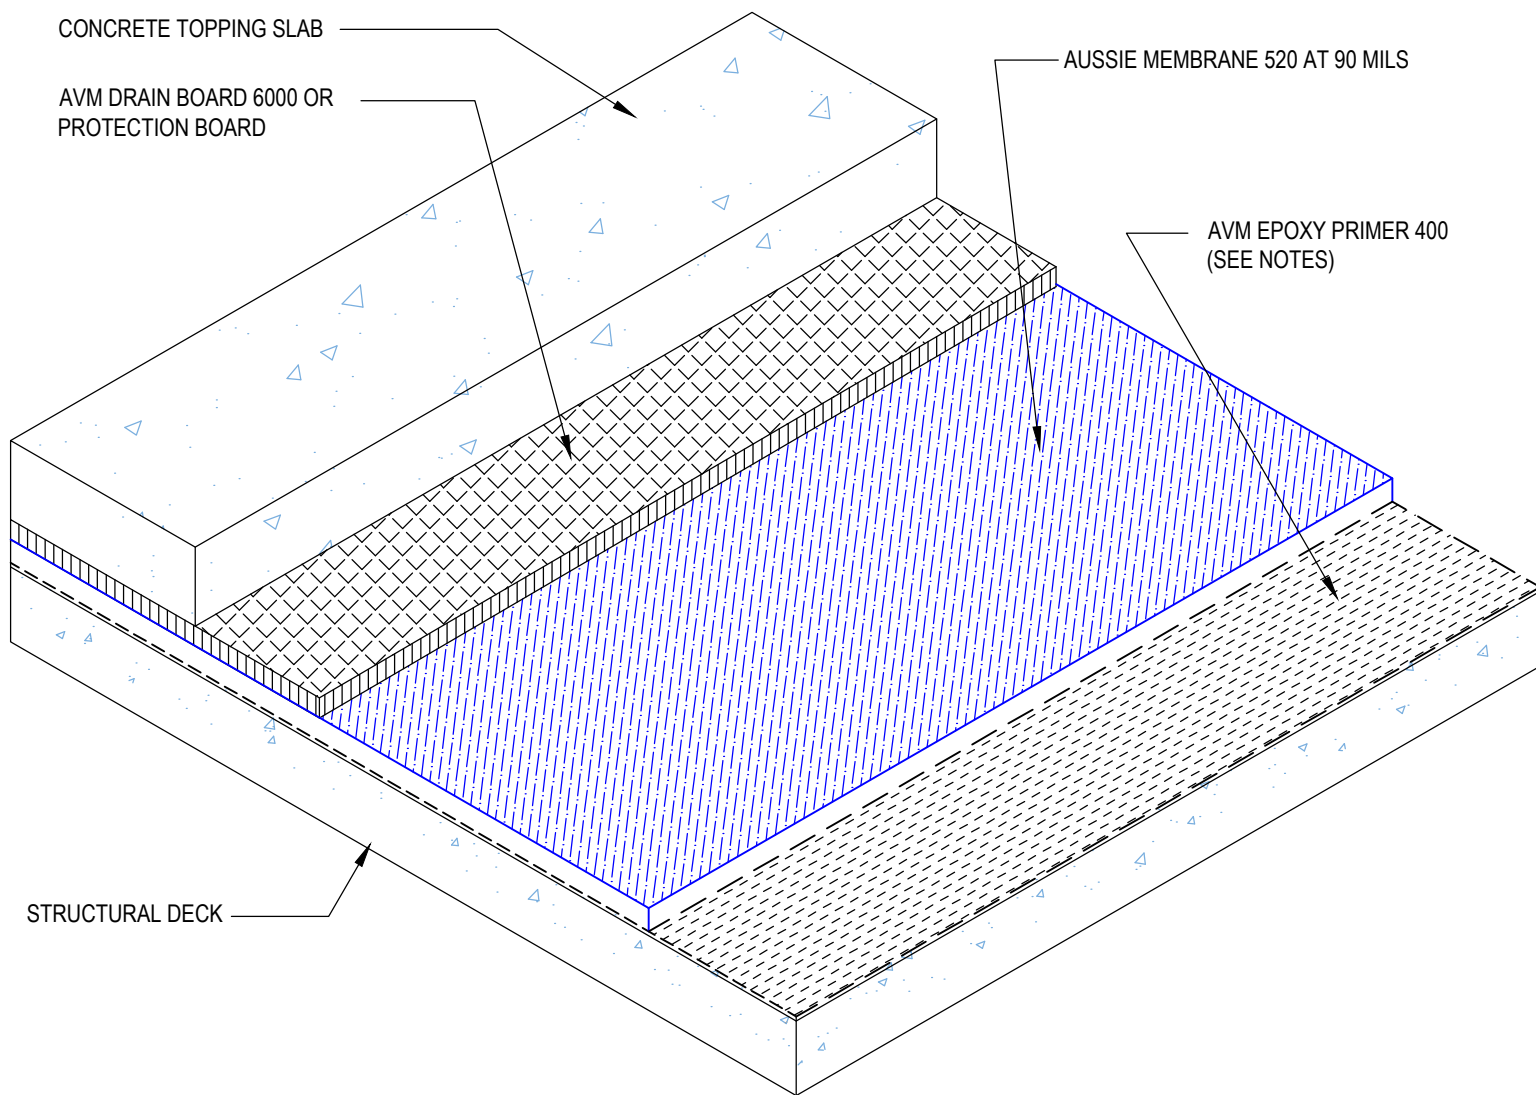 CONCRETE TOPPING SLAB
AVM DRAIN BOARD 6000 OR
PROTECTION BOARD
AUSSIE MEMBRANE 520 AT 90 MILS
AVM EPOXY PRIMER 400
(SEE NOTES)
STRUCTURAL DECK